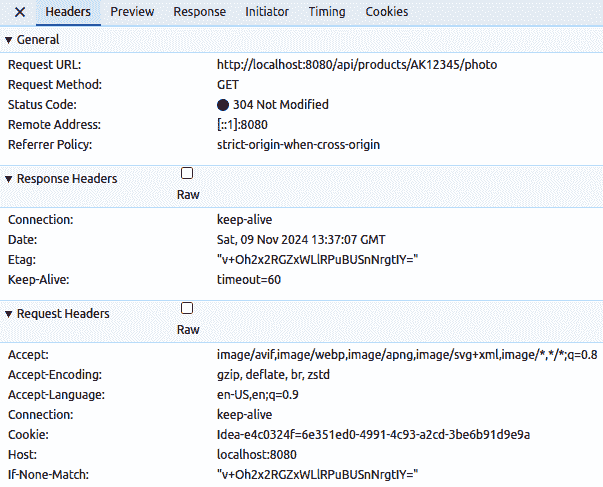 Headers Preview Response Initiator Timing Cookies
General
Request URL: http://localhost:8080/api/products/AK12345/photo
Request Method: GET
Status Code: 304 Not Modified
Remote Address: [::1]:8080
Referrer Policy: strict-origin-when-cross-origin
Response Headers
Raw
Connection: keep-alive
Date: Sat, 09 Nov 2024 13:37:07 GMT
Etag: "v+Oh2x2RGZxWLlRPuBUSnNrgtIY="
Keep-Alive: timeout=60
Request Headers
Raw
Accept: image/avif,image/webp,image/apng,image/svg+xml,image/*,*/*;q=0.8
Accept-Encoding: gzip, deflate, br, zstd
Accept-Language: en-US,en;q=0.9
Connection: keep-alive
Cookie: Idea-e4c0324f=6e351ed0-4991-4c93-a2cd-3be6b91d9e9a
Host: localhost:8080
If-None-Match: "v+Oh2x2RGZxWLlRPuBUSnNrgtIY="